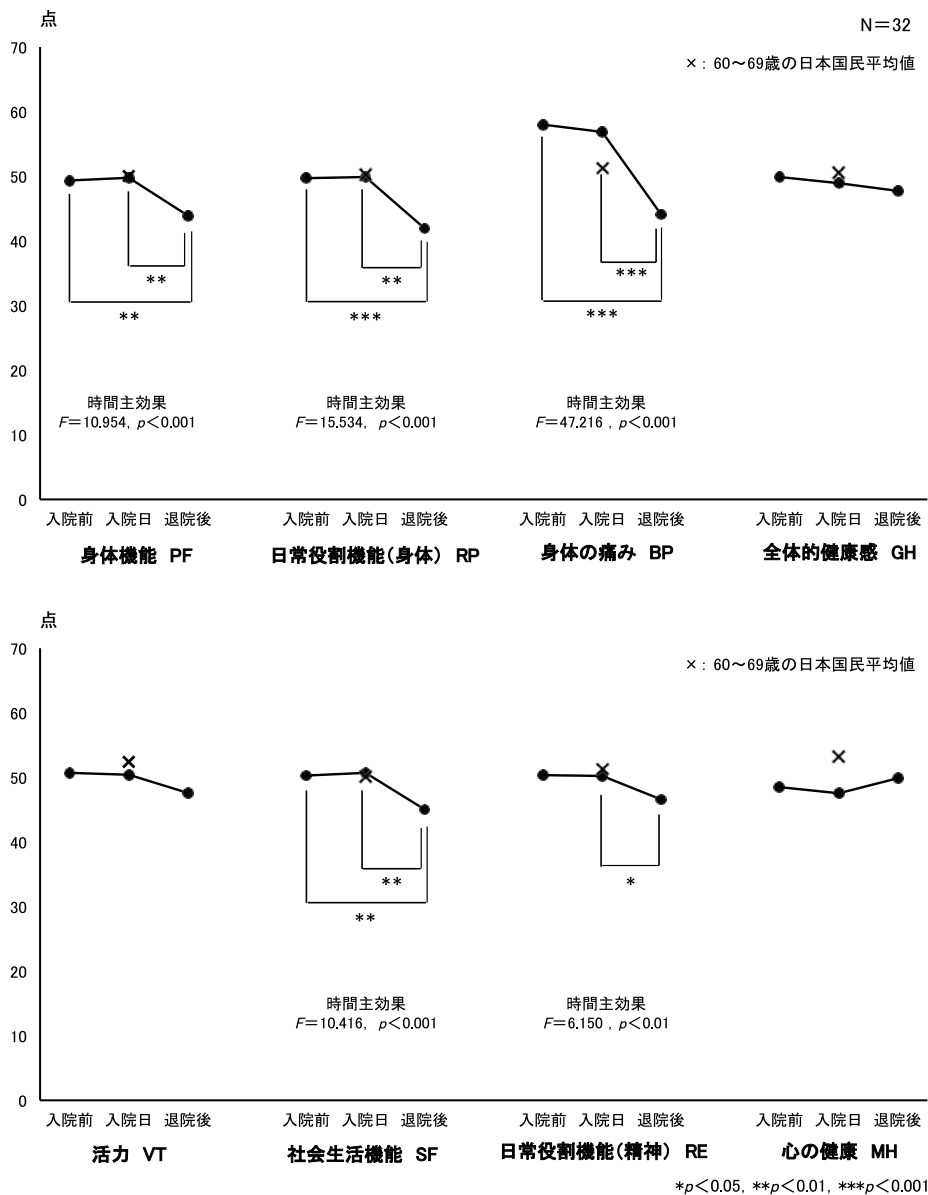 点
N＝32
×：60～69歳の日本国民平均値
70
60
50
40
30
20
10
0
** ** ** *** *** ***
時間主効果 時間主効果 時間主効果
F＝10.954, p＜0.001 F＝15.534, p＜0.001 F＝47.216 , p＜0.001
入院前 入院日 退院後 入院前 入院日 退院後 入院前 入院日 退院後 入院前 入院日 退院後
身体機能 PF 日常役割機能(身体) RP 身体の痛み BP 全体的健康感 GH
点
×：60～69歳の日本国民平均値
70
60
50
40
30
20
10
0
** ** *
時間主効果 時間主効果
F＝10.416, p＜0.001 F＝6.150 , p＜0.01
入院前 入院日 退院後 入院前 入院日 退院後 入院前 入院日 退院後 入院前 入院日 退院後
活力 VT 社会生活機能 SF 日常役割機能(精神) RE 心の健康 MH
*p＜0.05, **p＜0.01, ***p＜0.001